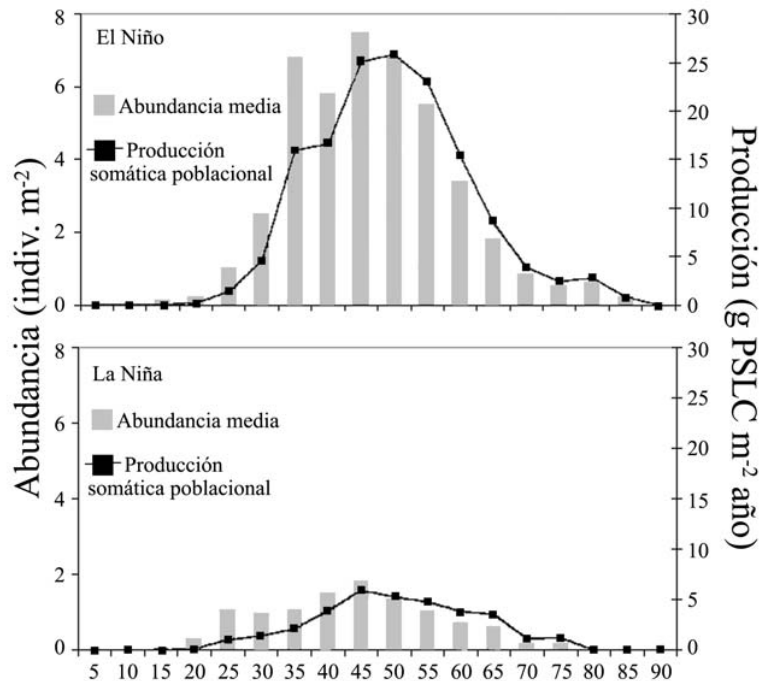 El Niño
Abundancia media
Producción
somática poblacional
8
6
4
2
0
30
25
20
15
10
5
0
La Niña
Abundancia media
Producción
somática poblacional
8
6
4
2
0
30
25
20
15
10
5
0
5 10 15 20 25 30 35 40 45 50 55 60 65 70 75 80 85 90
Abundancia (indiv. m-2)
Producción (g PSLC m-2 año)